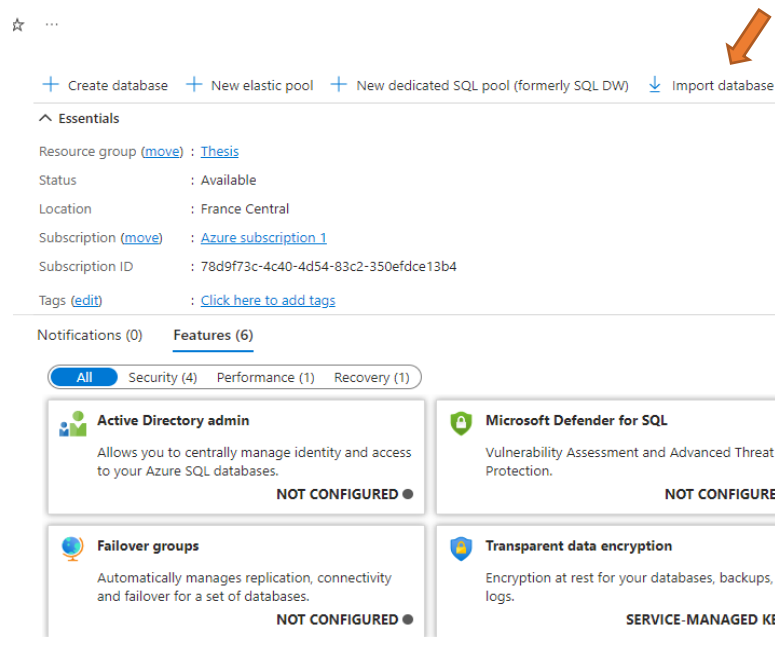 ...
Create database New elastic pool New dedicated SQL pool (formerly SQL DW) Import database
Essentials
Resource group (move) : Thesis
Status : Available
Location : France Central
Subscription (move) : Azure subscription 1
Subscription ID : 78d9f73c-4c40-4d54-83c2-350efdce13b4
Tags (edit) : Click here to add tags
Notifications (0) Features (6)
All Security (4) Performance (1) Recovery (1)
Active Directory admin
Allows you to centrally manage identity and access
to your Azure SQL databases.
NOT CONFIGURED
Microsoft Defender for SQL
Vulnerability Assessment and Advanced Threat
Protection.
NOT CONFIGURE
Failover groups
Automatically manages replication, connectivity
and failover for a set of databases.
NOT CONFIGURED
Transparent data encryption
Encryption at rest for your databases, backups,
logs.
SERVICE-MANAGED KE